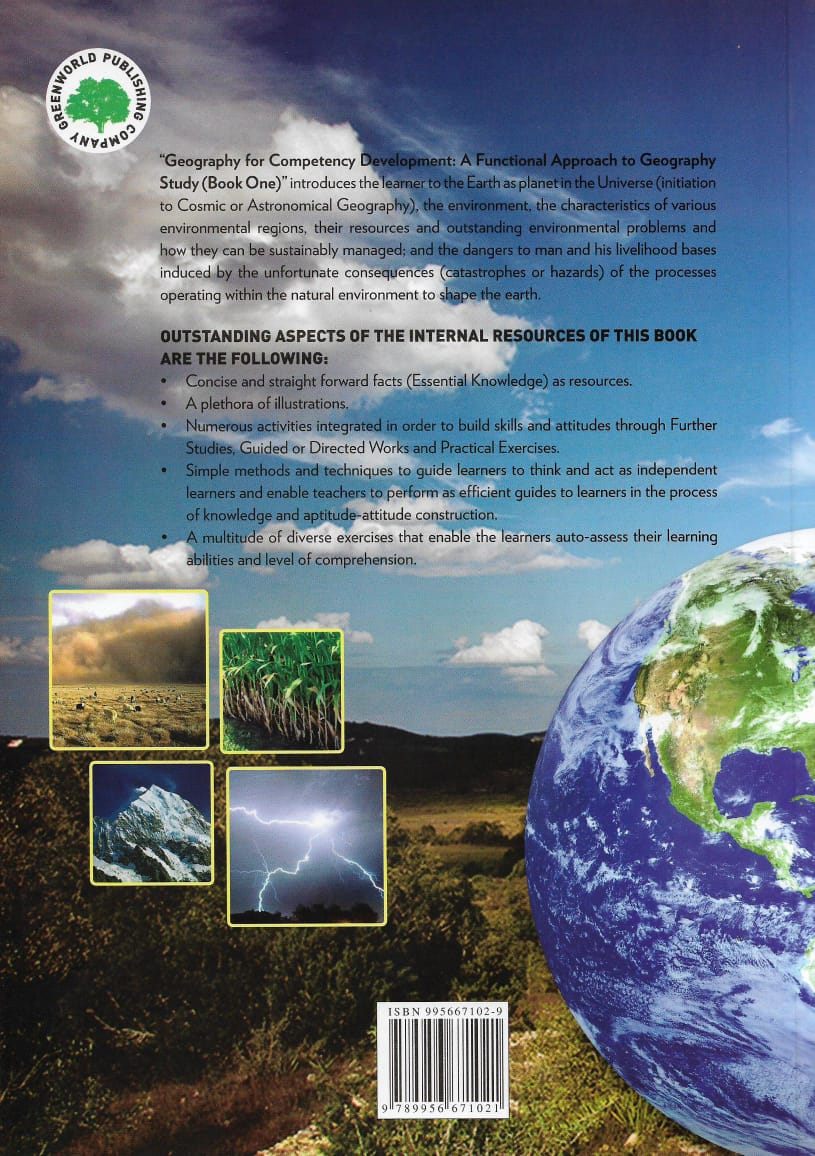 GREENWORLD PUBLISHING COMPANY
“Geography for Competency Development: A Functional Approach to Geography
Study (Book One)” introduces the learner to the Earth as planet in the Universe (initiation
to Cosmic or Astronomical Geography), the environment, the characteristics of various
environmental regions, their resources and outstanding environmental problems and
how they can be sustainably managed; and the dangers to man and his livelihood bases
induced by the unfortunate consequences (catastrophes or hazards) of the processes
operating within the natural environment to shape the earth.
OUTSTANDING ASPECTS OF THE INTERNAL RESOURCES OF THIS BOOK
ARE THE FOLLOWING:
• Concise and straight forward facts (Essential Knowledge) as resources.
• A plethora of illustrations.
• Numerous activities integrated in order to build skills and attitudes through Further
Studies, Guided or Directed Works and Practical Exercises.
• Simple methods and techniques to guide learners to think and act as independent
learners and enable teachers to perform as efficient guides to learners in the process
of knowledge and aptitude-attitude construction.
• A multitude of diverse exercises that enable the learners auto-assess their learning
abilities and level of comprehension.
ISBN 995667102-9
9 789956 671021